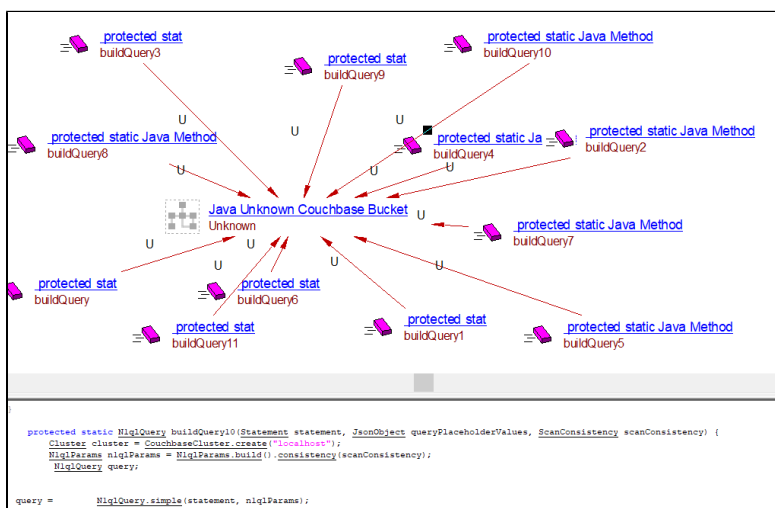 protected stat
buildQuery3
protected static Java Method
buildQuery10
protected stat
buildQuery9
U
U
U
protected static Java Method
buildQuery8
protected static Ja
buildQuery4
protected static Java Method
buildQuery2
U
U
U
Java Unknown Couchbase Bucket
Unknown
U
protected static Java Method
buildQuery7
U
U
U
U
U
protected stat
buildQuery
protected stat
buildQuery6
protected stat
buildQuery11
protected stat
buildQuery1
protected static Java Method
buildQuery5
}
protected static N1qlQuery buildQuery10(Statement statement, JsonObject queryPlaceholderValues, ScanConsistency scanConsistency) {
Cluster cluster = CouchbaseCluster.create("localhost");
N1qlParams n1qlParams = N1qlParams.build().consistency(scanConsistency);
N1qlQuery query;
query = N1qlQuery.simple(statement, n1qlParams);